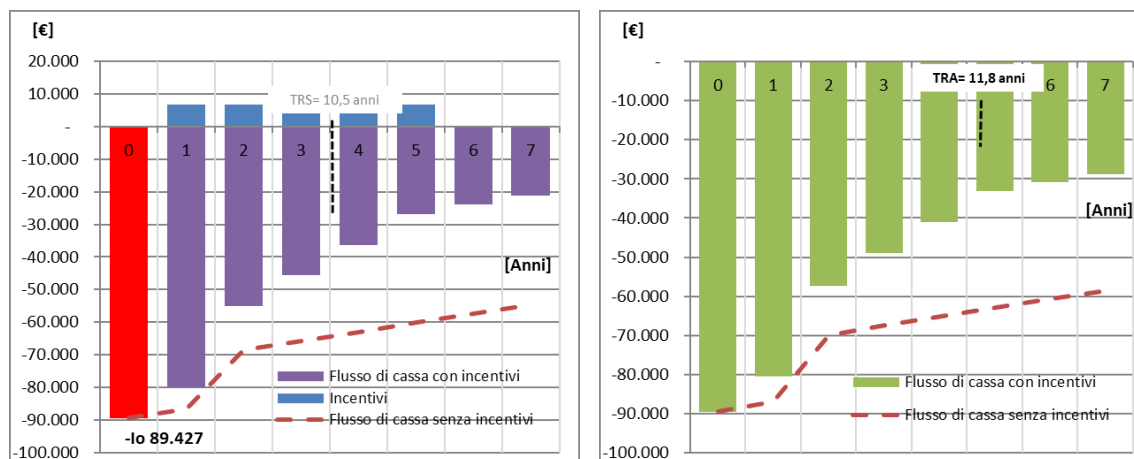 [€]
20.000
10.000
-
-10.000
-20.000
-30.000
-40.000
-50.000
-60.000
-70.000
-80.000
-90.000
-100.000
TRS= 10,5 anni
0 1 2 3 4 5 6 7
[Anni]
Flusso di cassa con incentivi
Incentivi
Flusso di cassa senza incentivi
-Io 89.427
[€]
-
-10.000
-20.000
-30.000
-40.000
-50.000
-60.000
-70.000
-80.000
-90.000
-100.000
TRA= 11,8 anni
0 1 2 3 6 7
[Anni]
Flusso di cassa con incentivi
Flusso di cassa senza incentivi